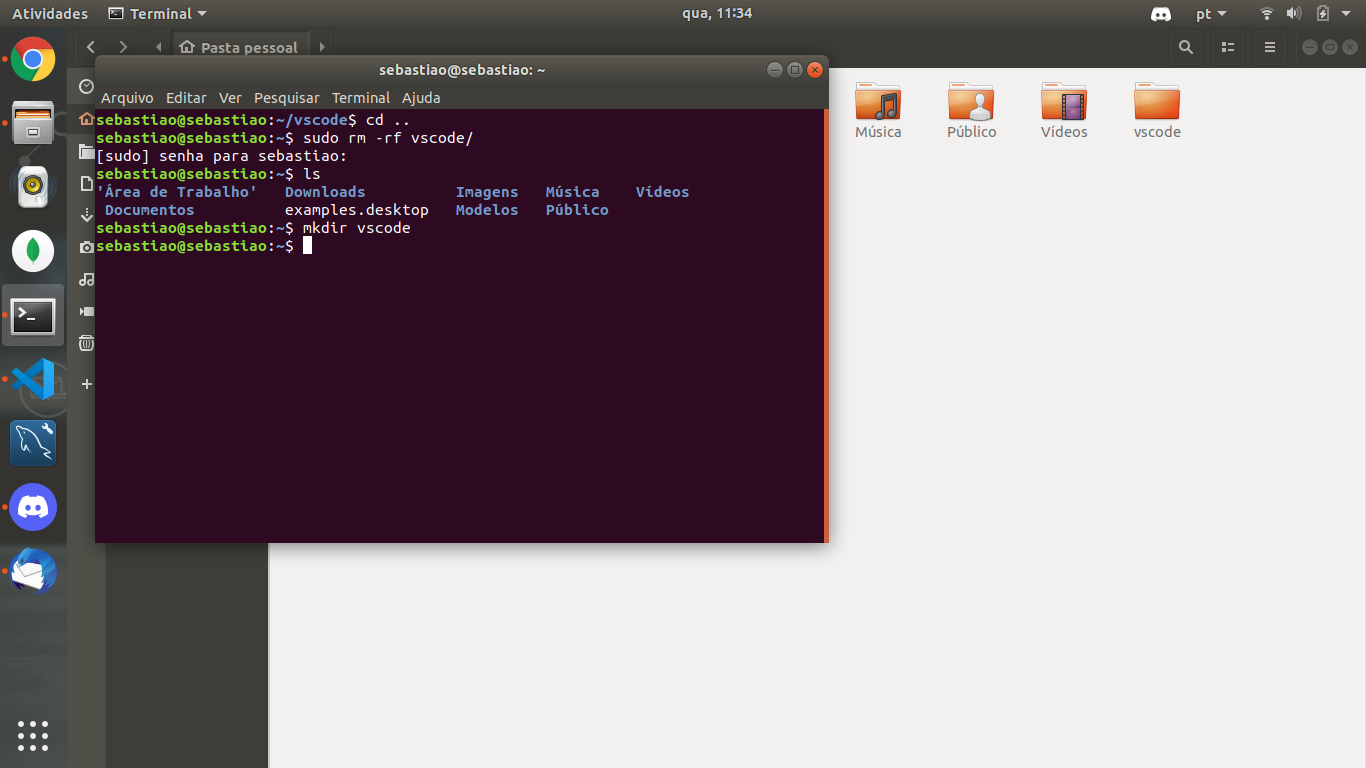 Atividades Terminal qua, 11:34 pt
Pasta pessoal
sebastiao@sebastiao: ~
Arquivo Editar Ver Pesquisar Terminal Ajuda
sebastiao@sebastiao:~/vscode$ cd ..
sebastiao@sebastiao:~$ sudo rm -rf vscode/
[sudo] senha para sebastiao:
sebastiao@sebastiao:~$ ls
'Área de Trabalho' Downloads Imagens Música Vídeos
Documentos examples.desktop Modelos Público
sebastiao@sebastiao:~$ mkdir vscode
sebastiao@sebastiao:~$
Música Público Vídeos vscode